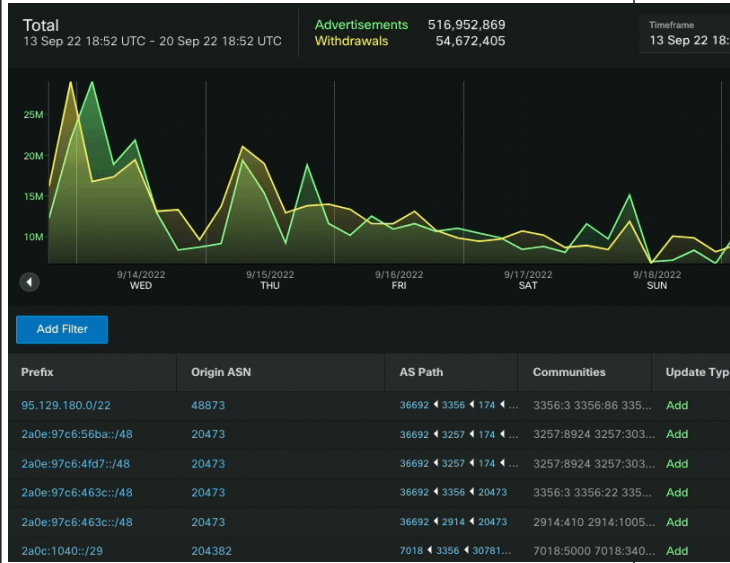 Total
13 Sep 22 18:52 UTC - 20 Sep 22 18:52 UTC
Advertisements 516,952,869
Withdrawals 54,672,405
Timeframe
13 Sep 22 18:
25M
20M
15M
10M
9/14/2022 9/15/2022 9/16/2022 9/17/2022 9/18/2022
WED THU FRI SAT SUN
Add Filter
Prefix Origin ASN AS Path Communities Update Typ
95.129.180.0/22 48873 36692 3356 174 ... 3356:3 3356:86 335... Add
2a0e:97c6:56ba::/48 20473 36692 3257 174 ... 3257:8924 3257:303... Add
2a0e:97c6:4fd7::/48 20473 36692 3257 174 ... 3257:8924 3257:303... Add
2a0e:97c6:463c::/48 20473 36692 3356 20473 3356:3 3356:22 335... Add
2a0e:97c6:463c::/48 20473 36692 2914 20473 2914:410 2914:1005... Add
2a0c:1040::/29 204382 7018 3356 30781... 7018:5000 7018:340... Add